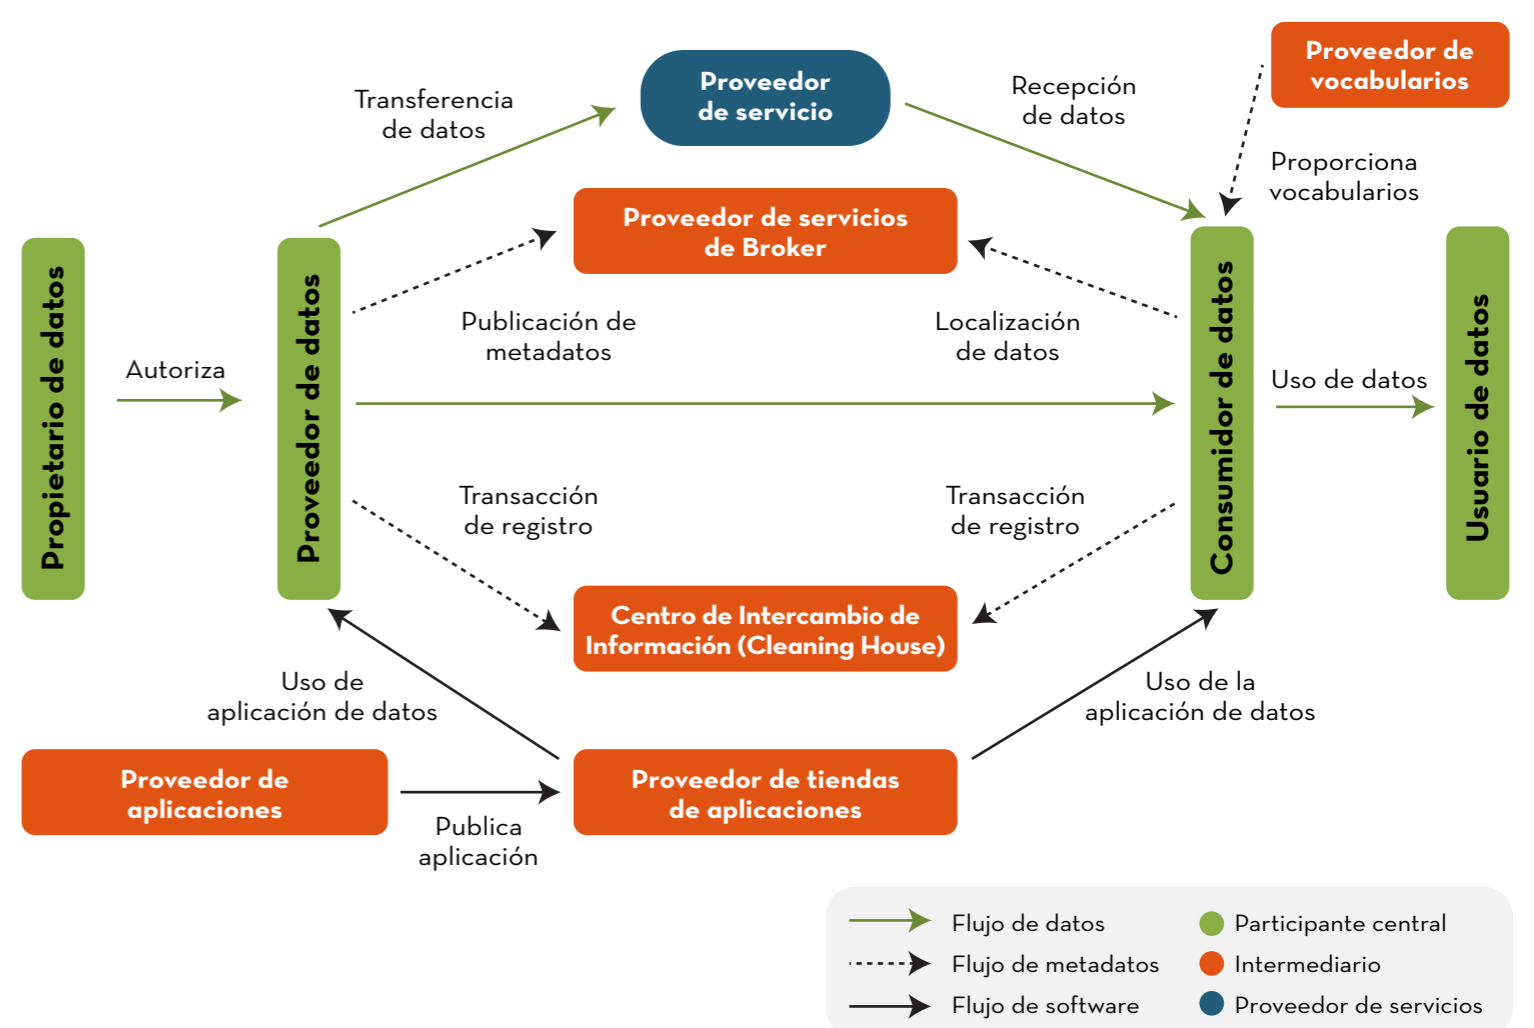 Proveedor
de servicio
Proveedor de
vocabularios
Transferencia
de datos
Recepción
de datos
Proporciona
vocabularios
Proveedor de servicios
de Broker
Publicación de
metadatos
Localización
de datos
Propietario de datos
Autoriza
Proveedor de datos
Consumidor de datos
Uso de datos
Usuario de datos
Transacción
de registro
Transacción
de registro
Centro de Intercambio de
Información (Cleaning House)
Uso de
aplicación de datos
Uso de la
aplicación de datos
Proveedor de
aplicaciones
Publica
aplicación
Proveedor de tiendas
de aplicaciones
Flujo de datos
Participante central
Flujo de metadatos
Intermediario
Flujo de software
Proveedor de servicios